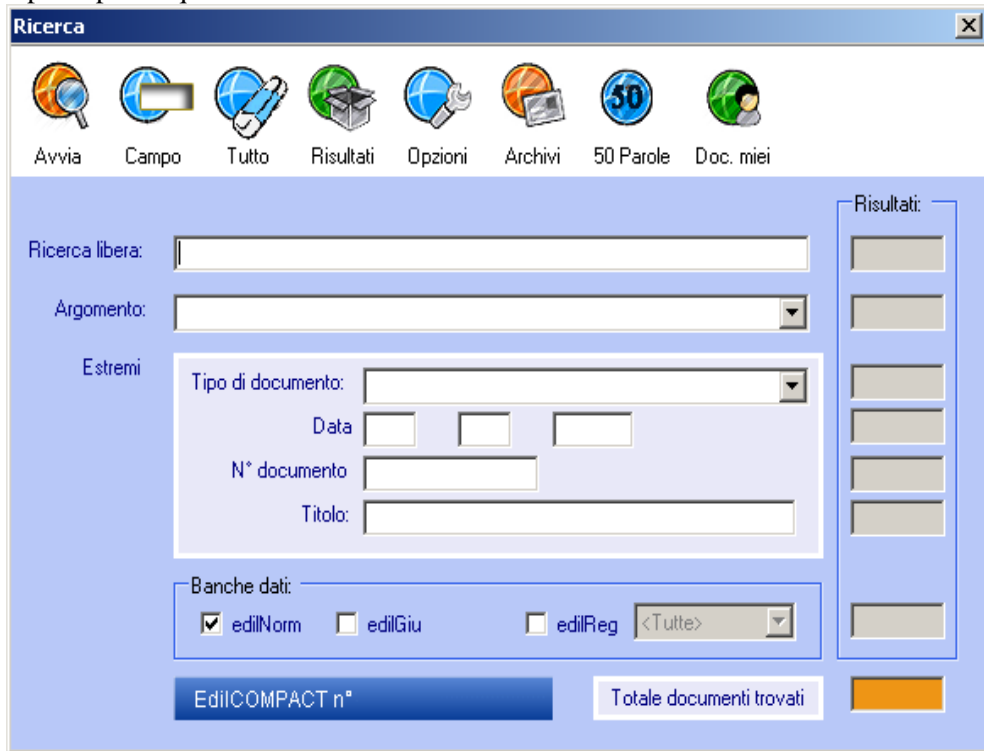 Ricerca
50
Avvia Campo Tutto Risultati Opzioni Archivi 50 Parole Doc. miei
Risultati:
Ricerca libera:
Argomento:
Estremi
Tipo di documento:
Data
N° documento
Titolo:
Banche dati:
edilNorm edilGiu edilReg <Tutte>
EdilCOMPACT n° Totale documenti trovati